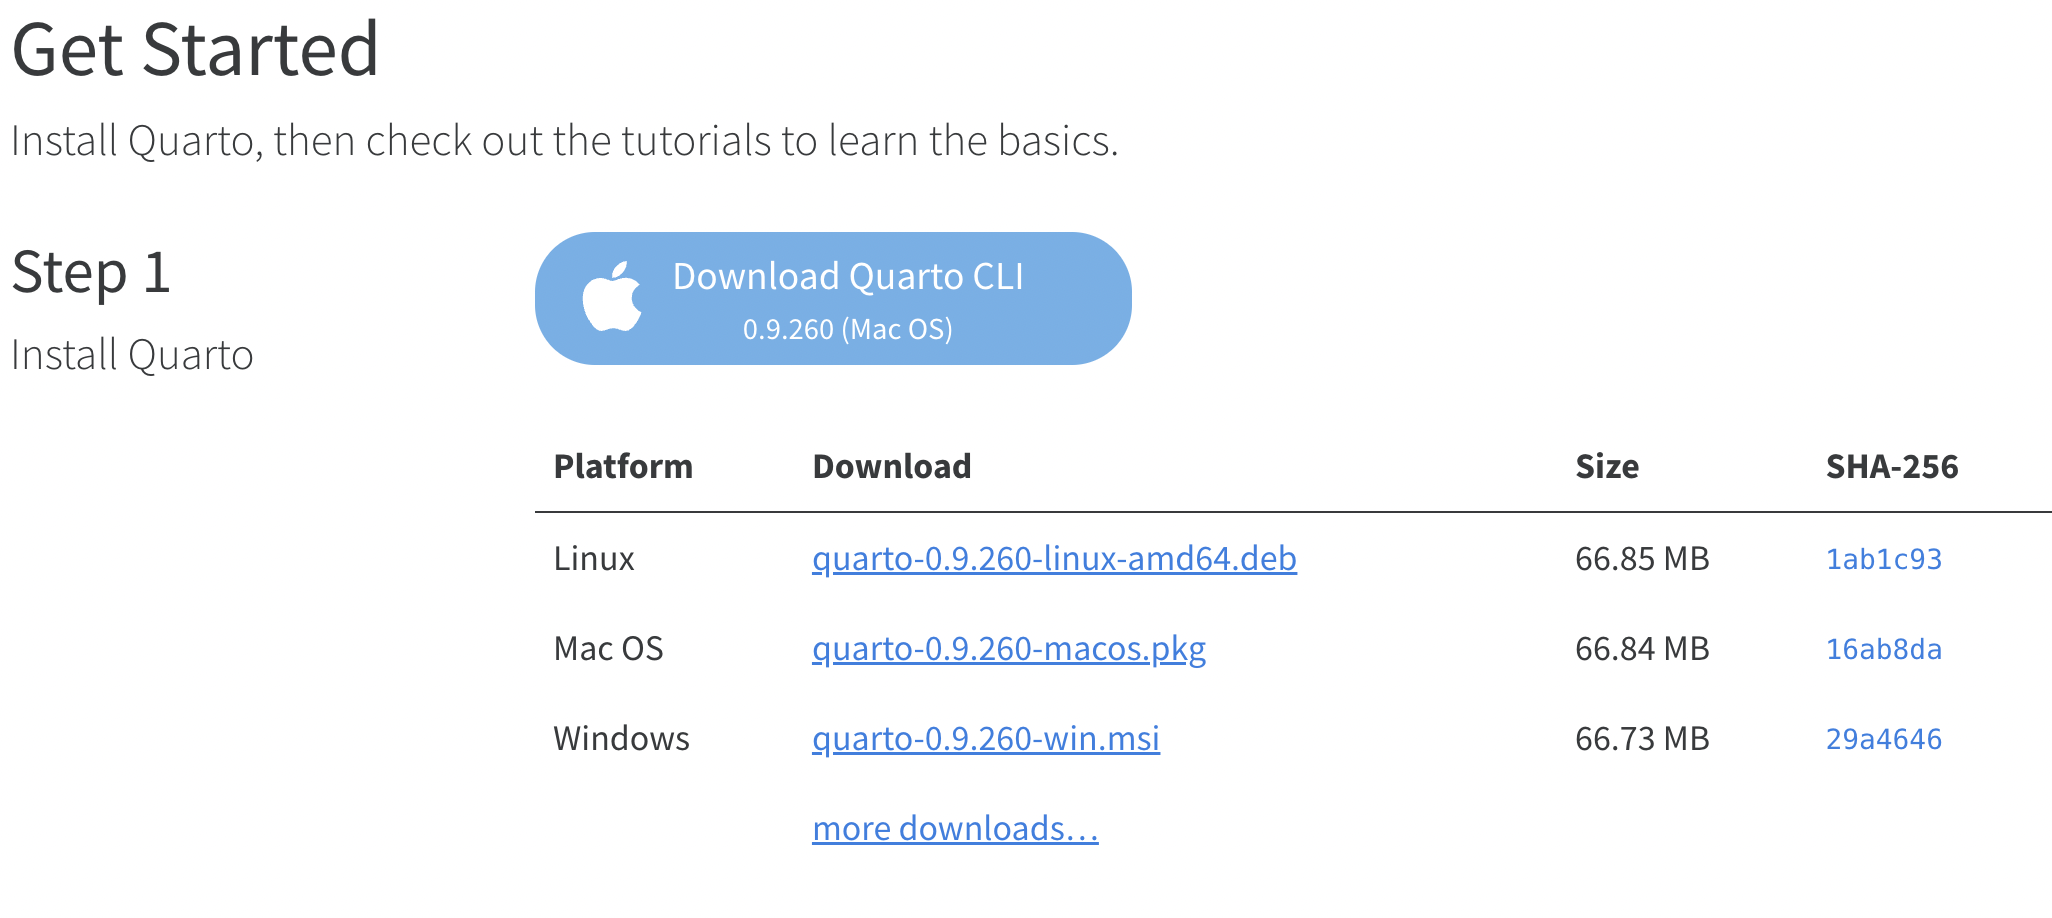 Get Started
Install Quarto, then check out the tutorials to learn the basics.
Step 1
Install Quarto
Download Quarto CLI
0.9.260 (Mac OS)
Platform Download Size SHA-256
Linux quarto-0.9.260-linux-amd64.deb 66.85 MB 1ab1c93
Mac OS quarto-0.9.260-macos.pkg 66.84 MB 16ab8da
Windows quarto-0.9.260-win.msi 66.73 MB 29a4646
more downloads…